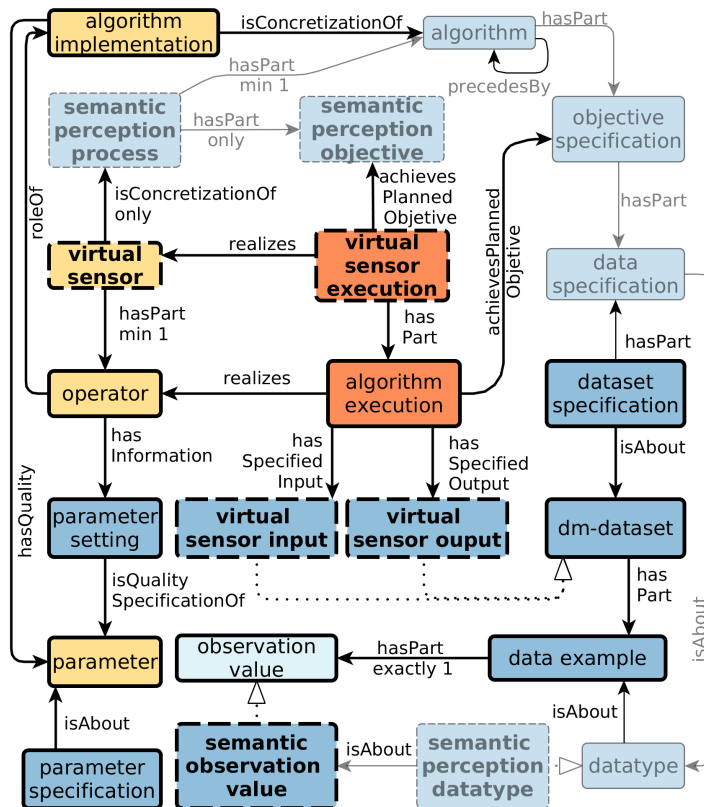 algorithm
implementation
isConcretizationOf
algorithm
hasPart
precedesBy
hasPart
min 1
semantic
perception
process
hasPart
only
semantic
perception
objective
objective
specification
isConcretizationOf
only
achieves
Planned
Objetive
hasPart
roleOf
virtual
sensor
realizes
virtual
sensor
execution
achievesPlanned
Objetive
data
specification
hasPart
min 1
has
Part
hasPart
operator
realizes
algorithm
execution
dataset
specification
has
Information
has
Specified
Input
has
Specified
Output
isAbout
hasQuality
parameter
setting
virtual
sensor input
virtual
sensor ouput
dm-dataset
isQuality
SpecificationOf
has
Part
isAbout
parameter
observation
value
hasPart
exactly 1
data example
isAbout
isAbout
parameter
specification
semantic
observation
value
isAbout
semantic
perception
datatype
datatype